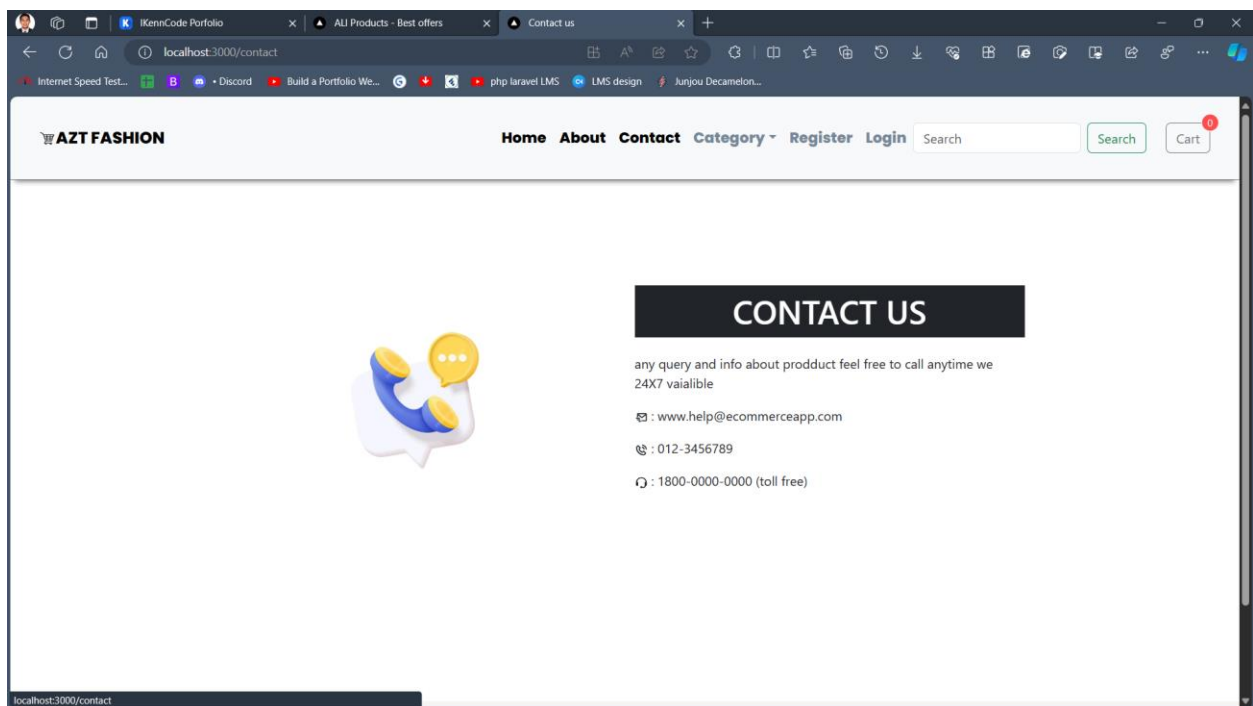 IKennCode Porfolio
ALI Products - Best offers
Contact us
localhost:3000/contact
Internet Speed Test...
B
• Discord
Build a Portfolio We...
php laravel LMS
LMS design
Junjou Decamelon...
AZT FASHION
Home About Contact Category Register Login Search Search Cart 0
CONTACT US
any query and info about prodduct feel free to call anytime we
24X7 vaialible
: www.help@ecommerceapp.com
: 012-3456789
: 1800-0000-0000 (toll free)
localhost:3000/contact